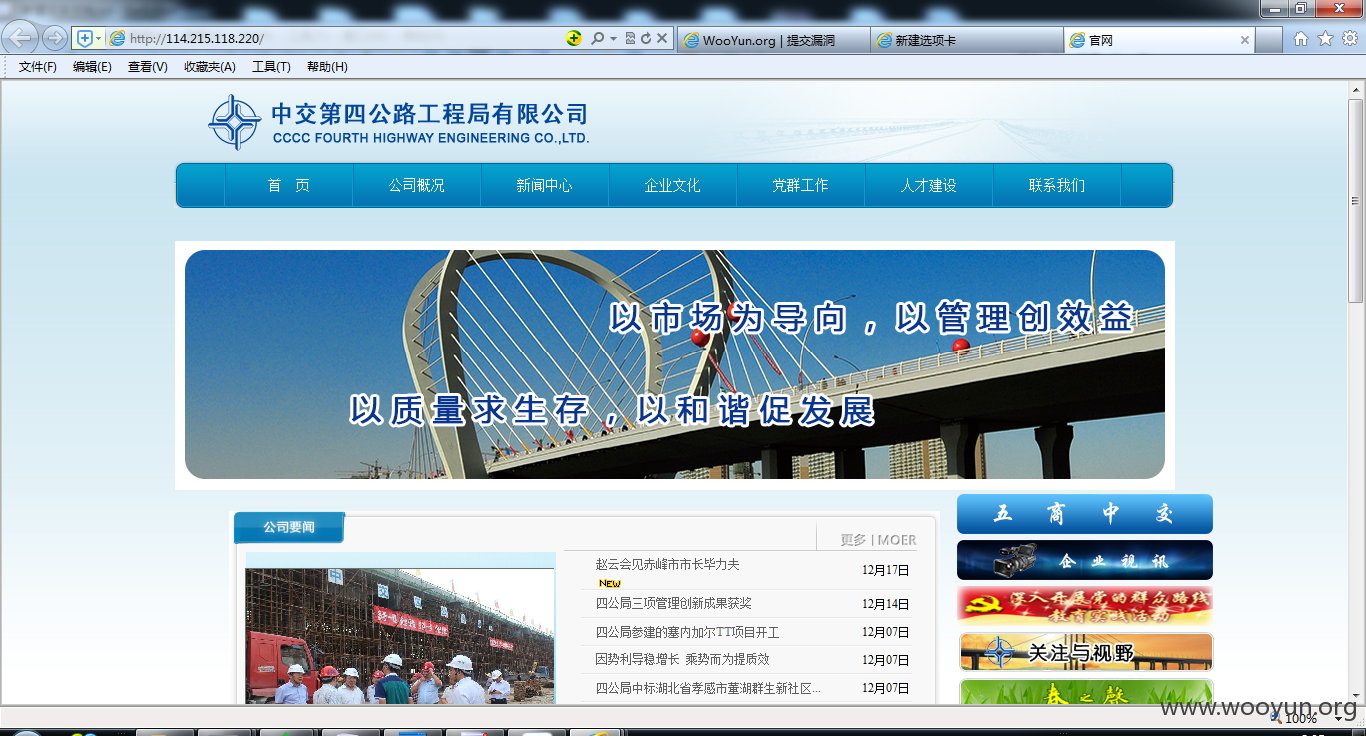 http://114.215.118.220/
WooYun.org | 提交漏洞
新建选项卡
官网
文件(F) 编辑(E) 查看(V) 收藏夹(A) 工具(T) 帮助(H)
中交第四公路工程局有限公司
CCCC FOURTH HIGHWAY ENGINEERING CO.,LTD.
首 页 公司概况 新闻中心 企业文化 党群工作 人才建设 联系我们
以市场为导向，以管理创效益
以质量求生存，以和谐促发展
五 商 中 交
公司要闻
更多 | MOER
企 业 视 讯
赵云会见赤峰市市长毕力夫 12月17日
NEW
四公局三项管理创新成果获奖 12月14日
深入开展党的群众路线
教育实践活动
四公局参建的塞内加尔TT项目开工 12月07日
关注与视野
因势利导稳增长 乘势而为提质效 12月07日
四公局中标湖北省孝感市董湖群生新社区... 12月07日
春之声
www.wooyun.org
100%